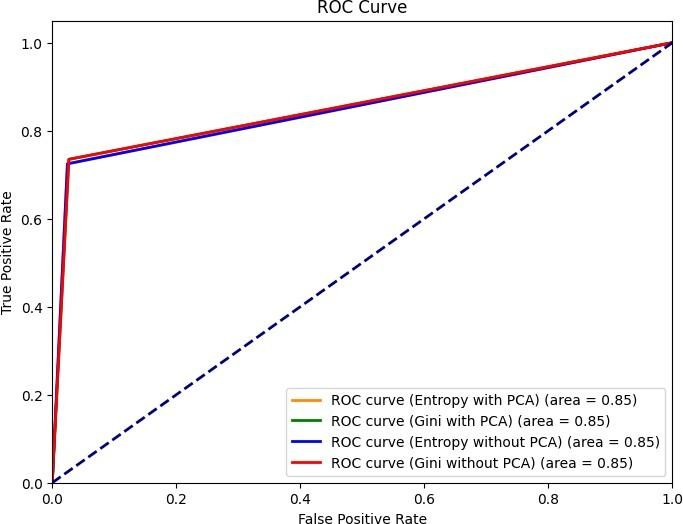 ROC Curve
True Positive Rate
1.0
0.8
0.6
0.4
0.2
0.0
ROC curve (Entropy with PCA) (area = 0.85)
ROC curve (Gini with PCA) (area = 0.85)
ROC curve (Entropy without PCA) (area = 0.85)
ROC curve (Gini without PCA) (area = 0.85)
0.0 0.2 0.4 0.6 0.8 1.0
False Positive Rate